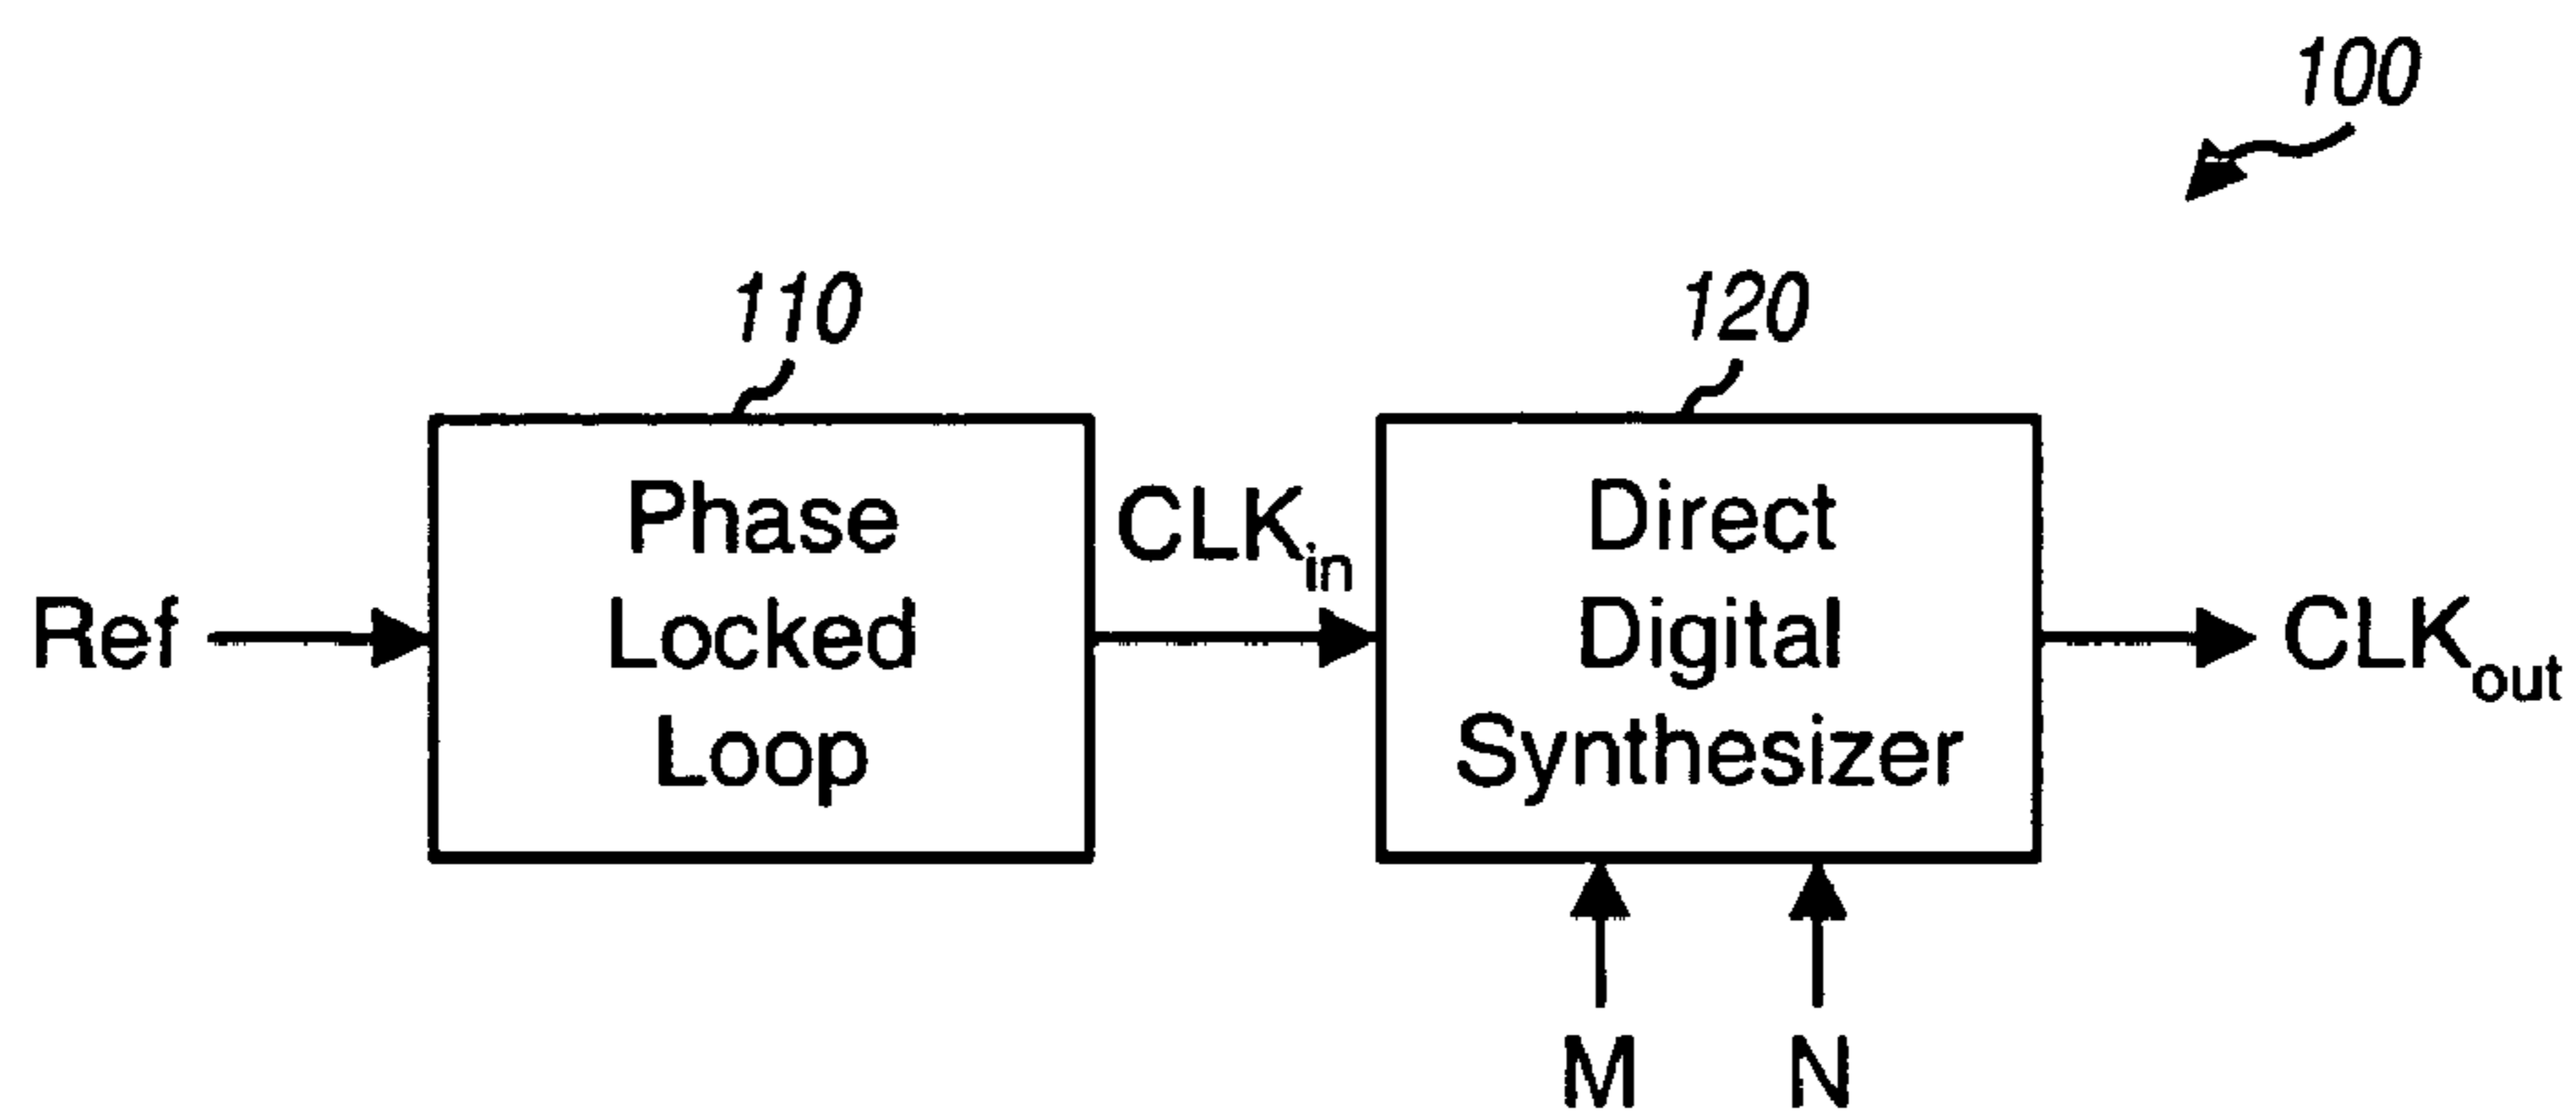 100
110
120
Phase
Locked
Loop
Direct
Digital
Synthesizer
Ref
CLKin
CLKout
M
N